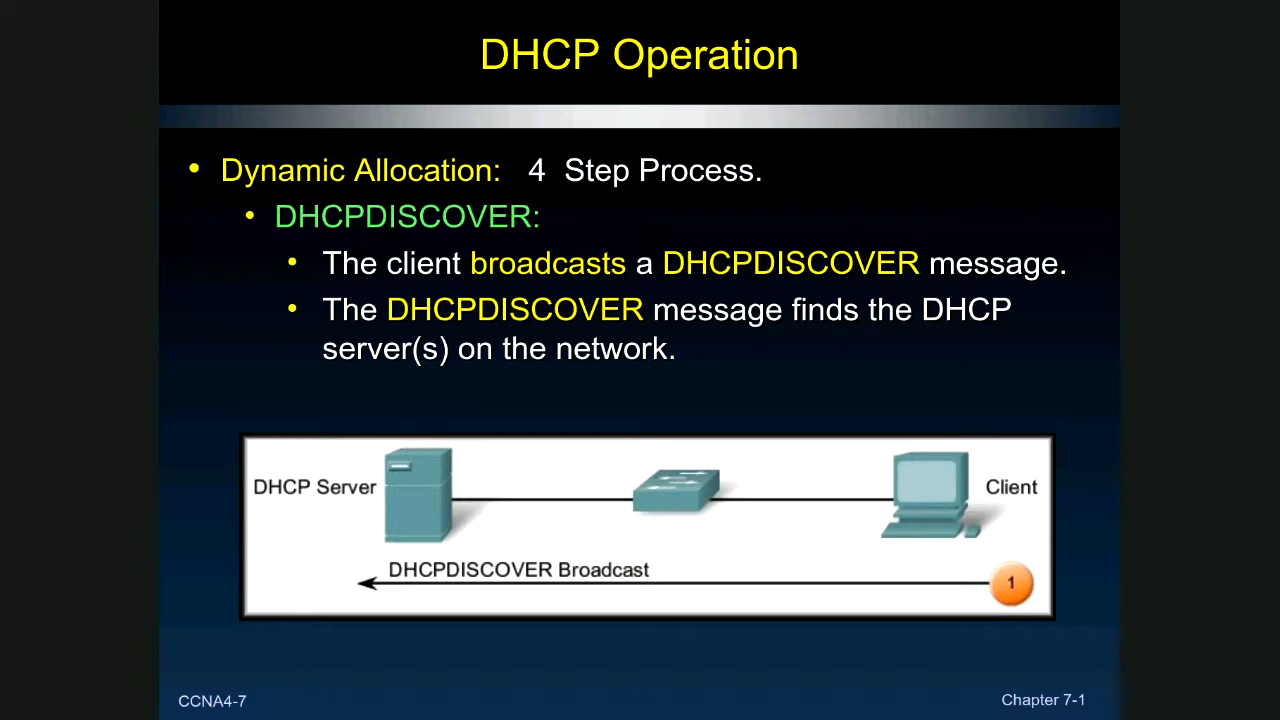 DHCP Operation
• Dynamic Allocation: 4 Step Process.
• DHCPDISCOVER:
• The client broadcasts a DHCPDISCOVER message.
• The DHCPDISCOVER message finds the DHCP
server(s) on the network.
DHCP Server
Client
DHCPDISCOVER Broadcast
1
CCNA4-7
Chapter 7-1